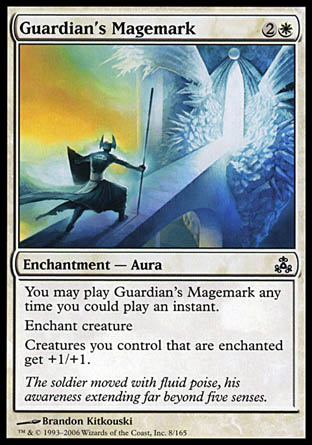 Guardian's Magemark 2
Enchantment — Aura
You may play Guardian's Magemark any
time you could play an instant.
Enchant creature
Creatures you control that are enchanted
get +1/+1.
The soldier moved with fluid poise, his
awareness extending far beyond five senses.
Brandon Kitkouski
™ & © 1993–2006 Wizards of the Coast, Inc. 8/165